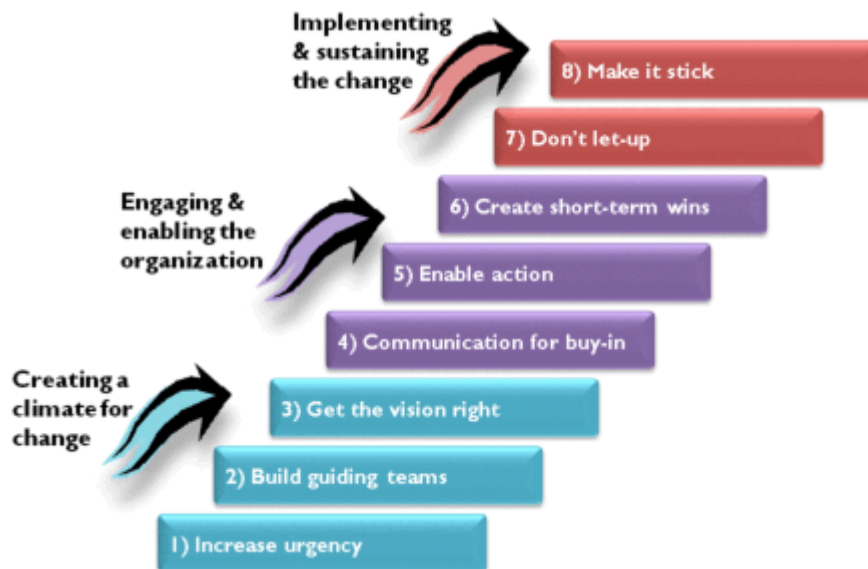 Implementing
& sustaining
the change
8) Make it stick
7) Don't let-up
Engaging &
enabling the
organization
6) Create short-term wins
5) Enable action
4) Communication for buy-in
Creating a
climate for
change
3) Get the vision right
2) Build guiding teams
1) Increase urgency